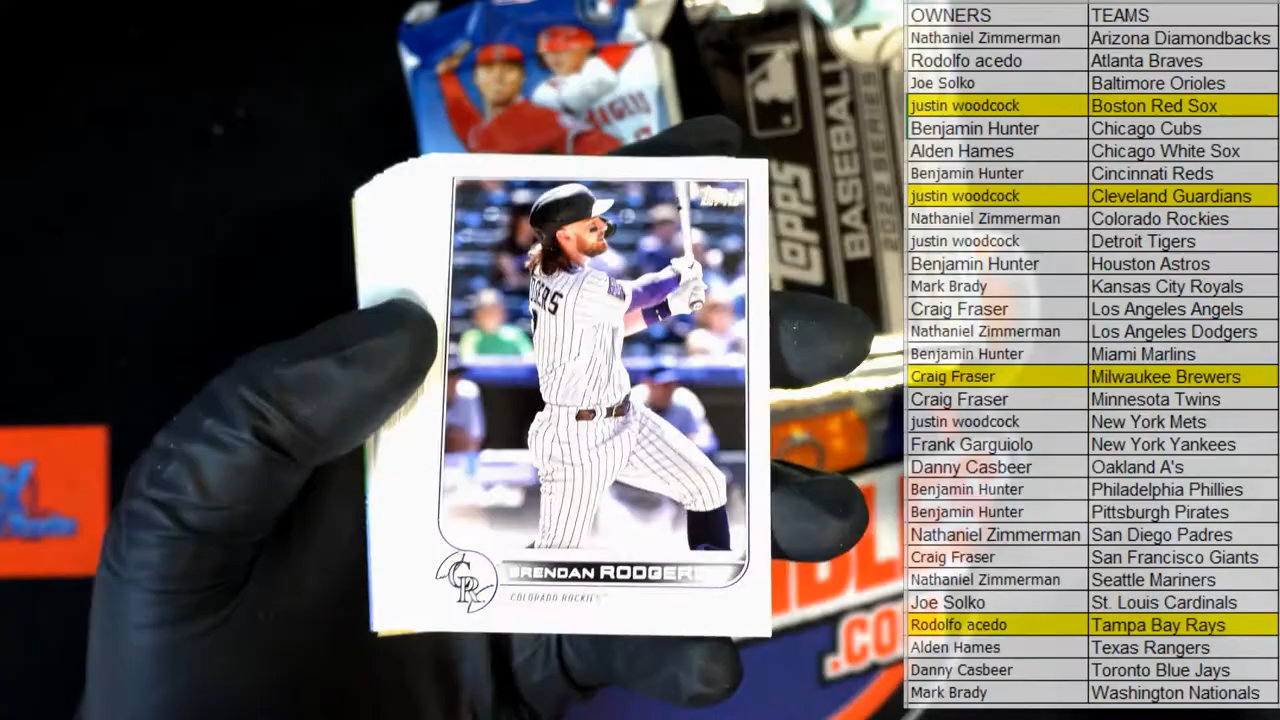 OWNERS TEAMS
Nathaniel Zimmerman Arizona Diamondbacks
Rodolfo acedo Atlanta Braves
Joe Solko Baltimore Orioles
justin woodcock Boston Red Sox
Benjamin Hunter Chicago Cubs
Alden Hames Chicago White Sox
Benjamin Hunter Cincinnati Reds
justin woodcock Cleveland Guardians
Nathaniel Zimmerman Colorado Rockies
justin woodcock Detroit Tigers
Benjamin Hunter Houston Astros
Mark Brady Kansas City Royals
Craig Fraser Los Angeles Angels
Nathaniel Zimmerman Los Angeles Dodgers
Benjamin Hunter Miami Marlins
Craig Fraser Milwaukee Brewers
Craig Fraser Minnesota Twins
justin woodcock New York Mets
Frank Garguiolo New York Yankees
Danny Casbeer Oakland A's
Benjamin Hunter Philadelphia Phillies
Benjamin Hunter Pittsburgh Pirates
Nathaniel Zimmerman San Diego Padres
Craig Fraser San Francisco Giants
Nathaniel Zimmerman Seattle Mariners
Joe Solko St. Louis Cardinals
Rodolfo acedo Tampa Bay Rays
Alden Hames Texas Rangers
Danny Casbeer Toronto Blue Jays
Mark Brady Washington Nationals
TOPPS
BASEBALL
2022 SERIES
BRENDAN RODGERS
COLORADO ROCKIES
CR
.CO